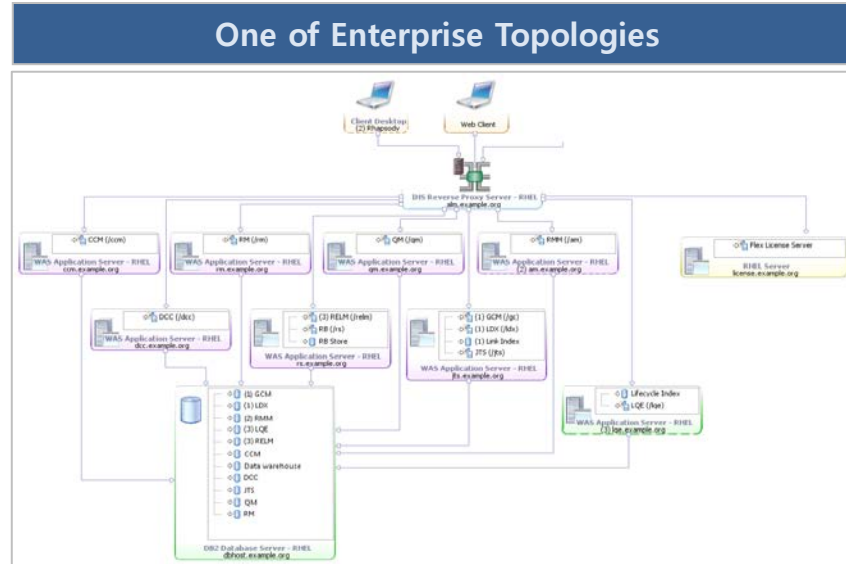 One of Enterprise Topologies
Client Desktop
(2) Rhapsody
Web Client
IHS Reverse Proxy Server - RHEL
alm.example.org
CCM (/ccm)
WAS Application Server - RHEL
ccm.example.org
RM (/rm)
WAS Application Server - RHEL
rm.example.org
QM (/qm)
WAS Application Server - RHEL
qm.example.org
RMM (/am)
WAS Application Server - RHEL
(2) am.example.org
Flex License Server
RHEL Server
license.example.org
DCC (/dcc)
WAS Application Server - RHEL
dcc.example.org
(3) RELM (/relm)
RB (/rs)
RB Store
WAS Application Server - RHEL
rs.example.org
(1) GCM (/gc)
(1) LDX (/ldx)
(1) Link Index
JTS (/jts)
WAS Application Server - RHEL
jts.example.org
Lifecycle Index
LQE (/lqe)
WAS Application Server - RHEL
(3) lqe.example.org
(1) GCM
(1) LDX
(2) RMM
(3) LQE
(3) RELM
CCM
Data warehouse
DCC
JTS
QM
RM
DB2 Database Server - RHEL
dbhost.example.org